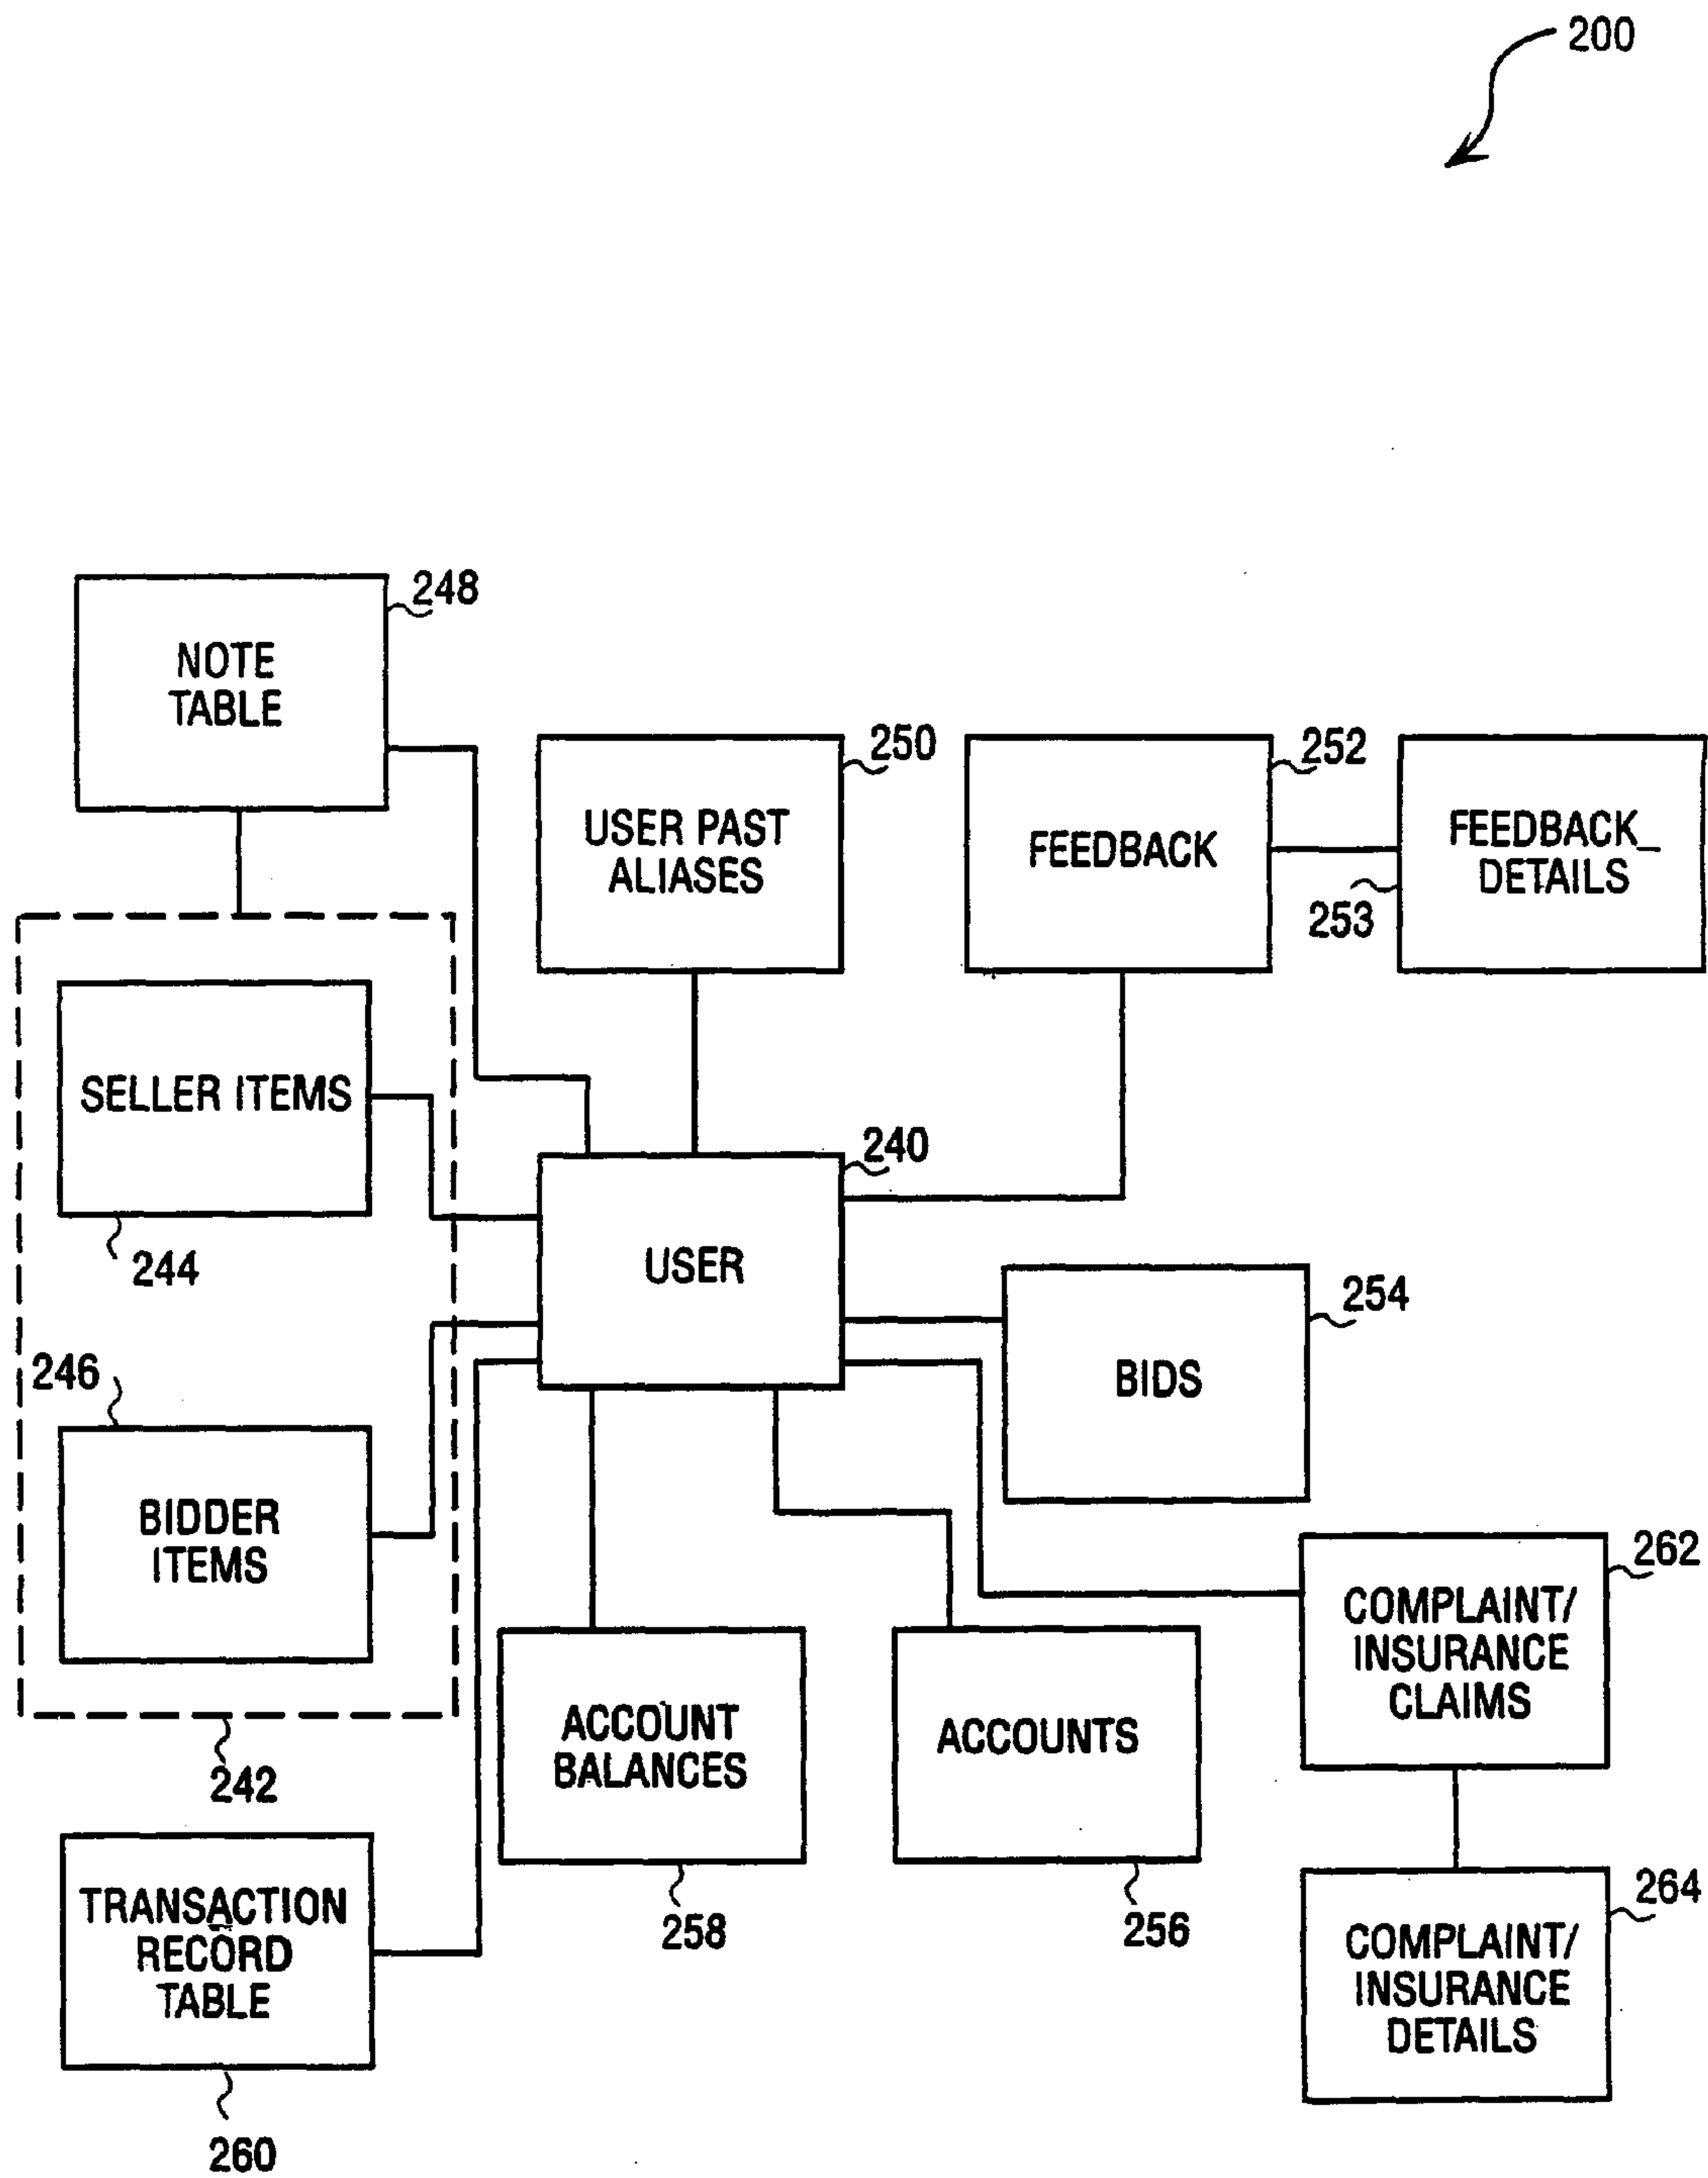 200
248
NOTE
TABLE
250
USER PAST
ALIASES
252
FEEDBACK
FEEDBACK_
DETAILS
253
SELLER ITEMS
244
240
USER
254
BIDS
246
BIDDER
ITEMS
242
262
COMPLAINT/
INSURANCE
CLAIMS
ACCOUNT
BALANCES
258
ACCOUNTS
256
TRANSACTION
RECORD
TABLE
260
264
COMPLAINT/
INSURANCE
DETAILS